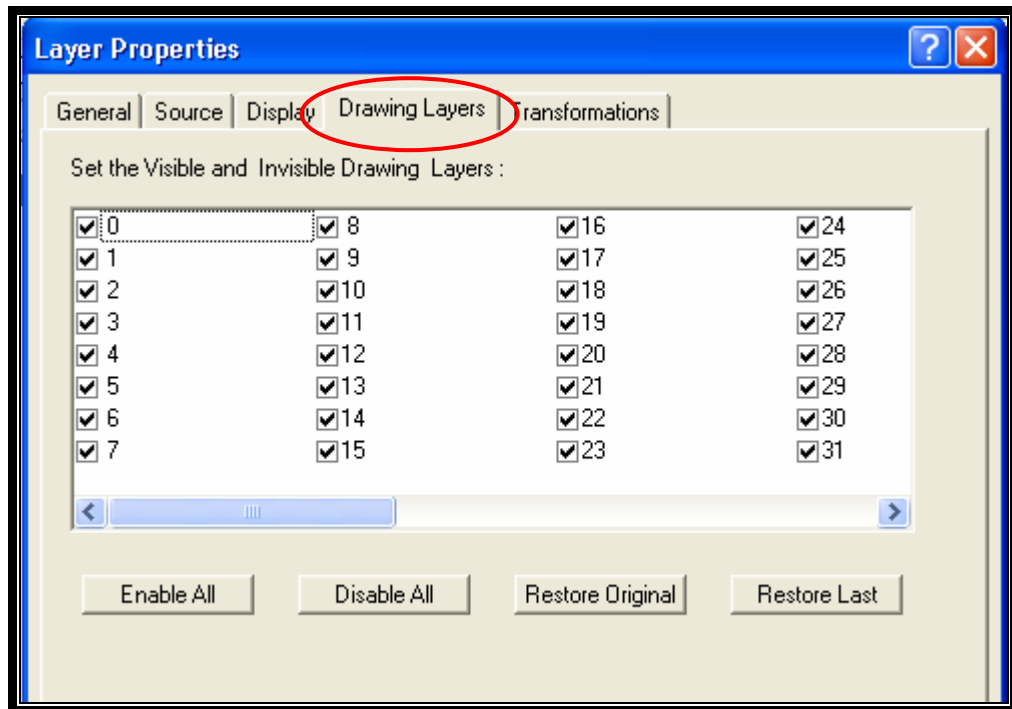 Layer Properties
General Source Display Drawing Layers Transformations
Set the Visible and Invisible Drawing Layers :
0 8 16 24
1 9 17 25
2 10 18 26
3 11 19 27
4 12 20 28
5 13 21 29
6 14 22 30
7 15 23 31
Enable All Disable All Restore Original Restore Last